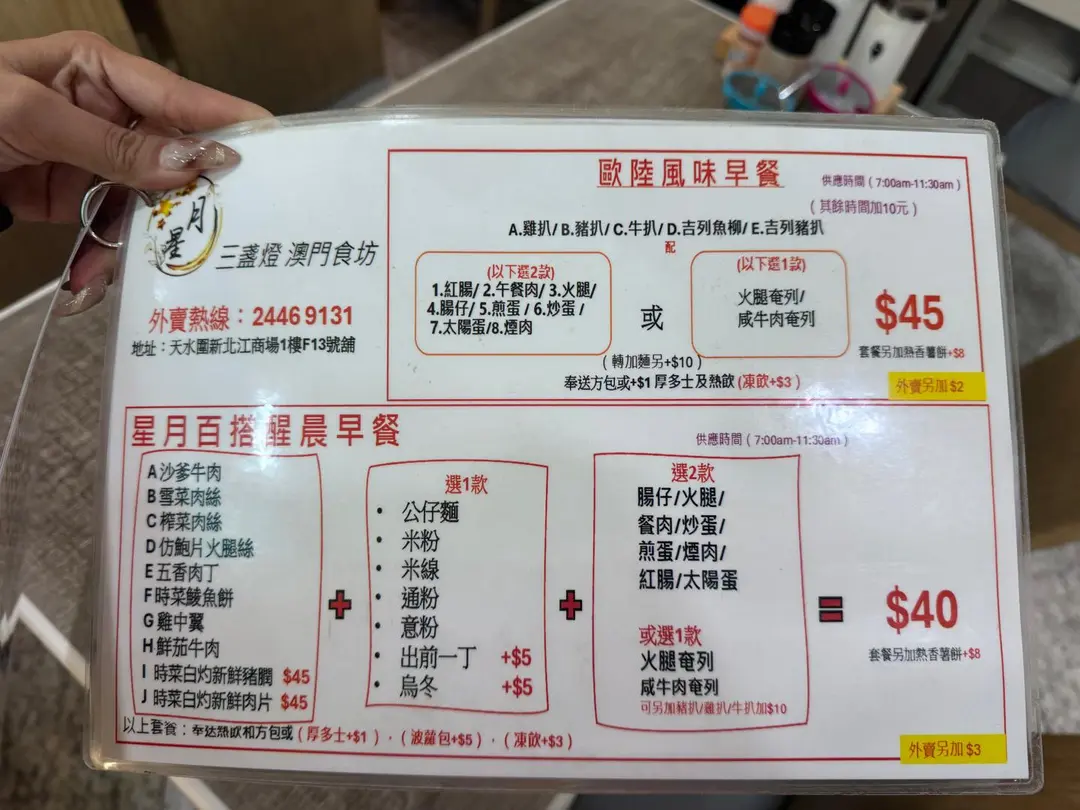 星月
三盞燈 澳門食坊
外賣熱線：2446 9131
地址：天水圍新北江商場1樓F13號舖
歐陸風味早餐
供應時間（7:00am-11:30am）
（其餘時間加10元）
A.雞扒/ B.豬扒/ C.牛扒/ D.吉列魚柳/ E.吉列豬扒
配
(以下選2款)
1.紅腸/ 2.午餐肉/ 3.火腿/
4.腸仔/ 5.煎蛋/ 6.炒蛋/
7.太陽蛋/8.煙肉
或
(以下選1款)
火腿奄列/
咸牛肉奄列
$45
套餐另加熱香薯餅+$8
（轉加麵另+$10）
奉送方包或+$1 厚多士及熱飲(凍飲+$3）
外賣另加 $2
星月百搭醒晨早餐
供應時間（7:00am-11:30am）
A 沙爹牛肉
B 雪菜肉絲
C 榨菜肉絲
D 仿鮑片火腿絲
E 五香肉丁
F 時菜鯪魚餅
G 雞中翼
H 鮮茄牛肉
I 時菜白灼新鮮豬膶 $45
J 時菜白灼新鮮肉片 $45
+
選1款
• 公仔麵
• 米粉
• 米線
• 通粉
• 意粉
• 出前一丁 +$5
• 烏冬 +$5
+
選2款
腸仔/火腿/
餐肉/炒蛋/
煎蛋/煙肉/
紅腸/太陽蛋
或選1款
火腿奄列
咸牛肉奄列
可另加豬扒/雞扒/牛扒加$10
=
$40
套餐另加熱香薯餅+$8
以上套餐：奉送熱飲和方包或（厚多士+$1），（波蘿包+$5），（凍飲+$3）
外賣另加 $3